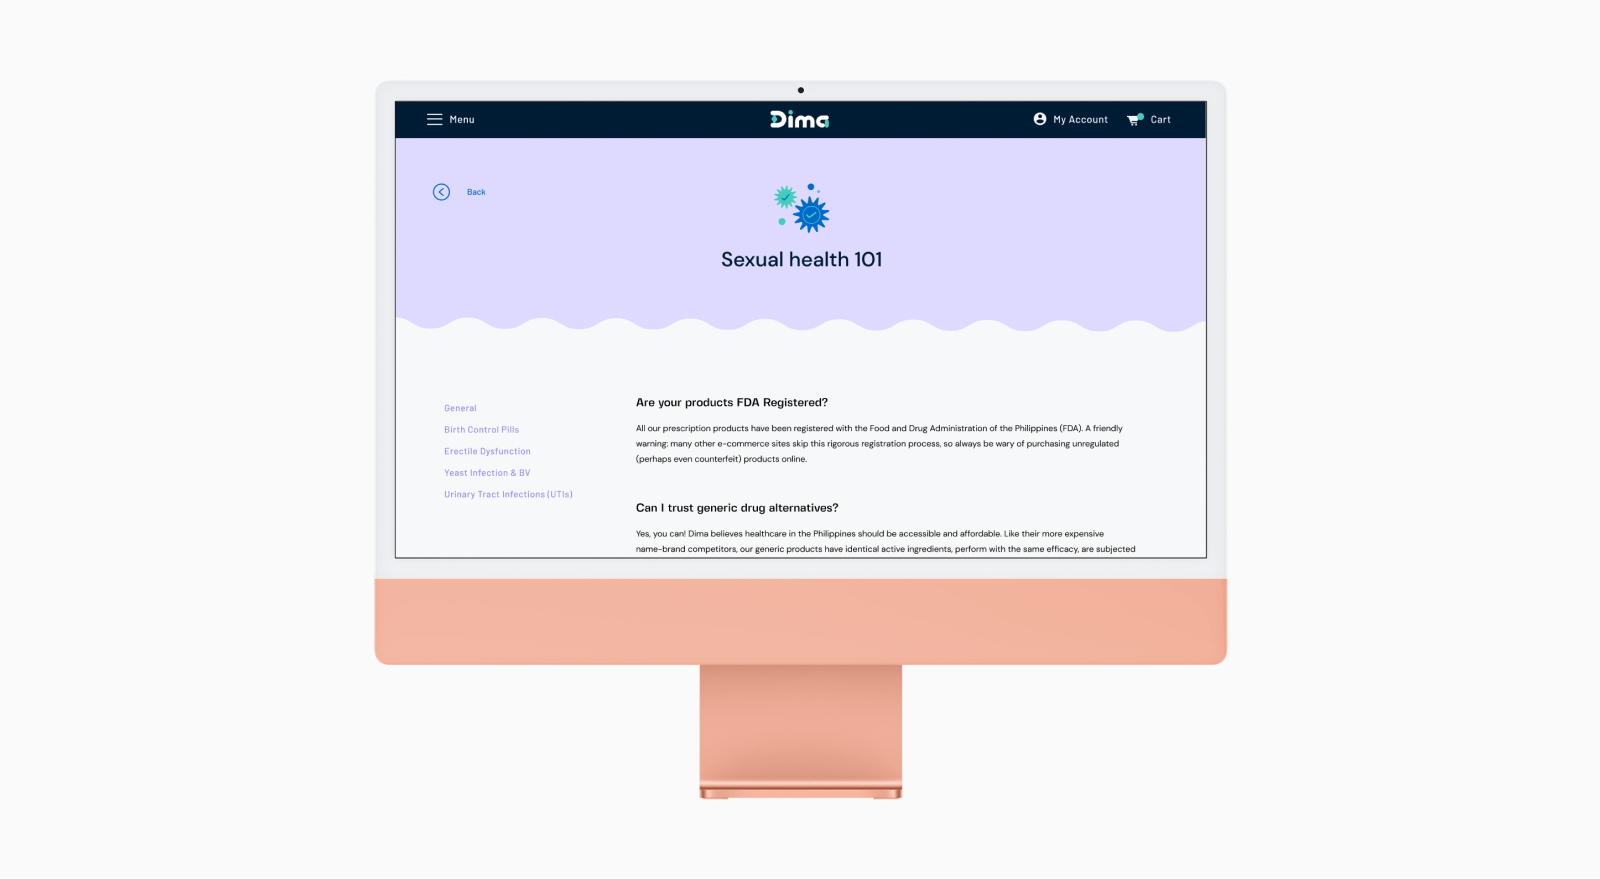 Menu
Dima
My Account
Cart
Back
Sexual health 101
General
Birth Control Pills
Erectile Dysfunction
Yeast Infection & BV
Urinary Tract Infections (UTIs)
Are your products FDA Registered?
All our prescription products have been registered with the Food and Drug Administration of the Philippines (FDA). A friendly
warning: many other e-commerce sites skip this rigorous registration process, so always be wary of purchasing unregulated
(perhaps even counterfeit) products online.
Can I trust generic drug alternatives?
Yes, you can! Dima believes healthcare in the Philippines should be accessible and affordable. Like their more expensive
name-brand competitors, our generic products have identical active ingredients, perform with the same efficacy, are subjected